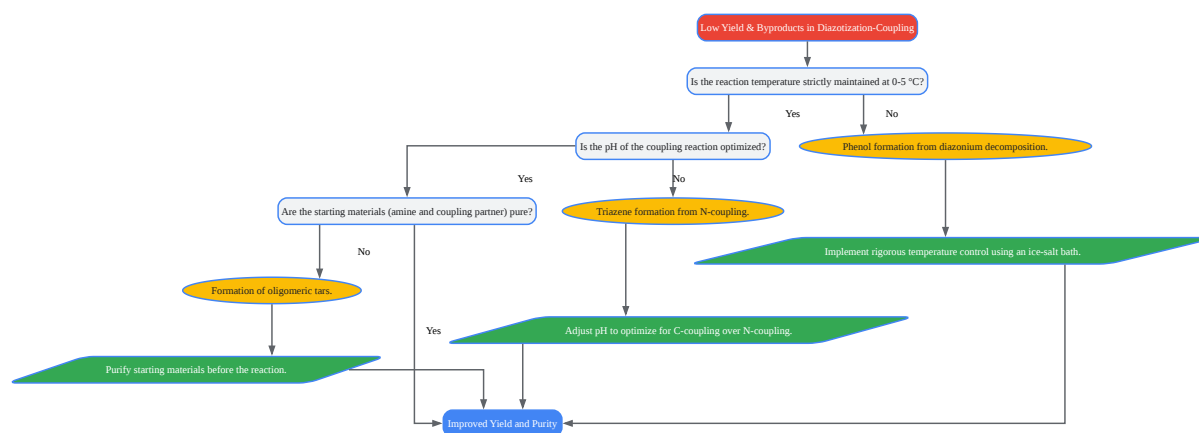 Low Yield & Byproducts in Diazotization-Coupling
Is the reaction temperature strictly maintained at 0-5 °C?
Yes
No
Is the pH of the coupling reaction optimized?
Phenol formation from diazonium decomposition.
Yes
No
Are the starting materials (amine and coupling partner) pure?
Triazene formation from N-coupling.
No
Implement rigorous temperature control using an ice-salt bath.
Formation of oligomeric tars.
Yes
Adjust pH to optimize for C-coupling over N-coupling.
Purify starting materials before the reaction.
Improved Yield and Purity